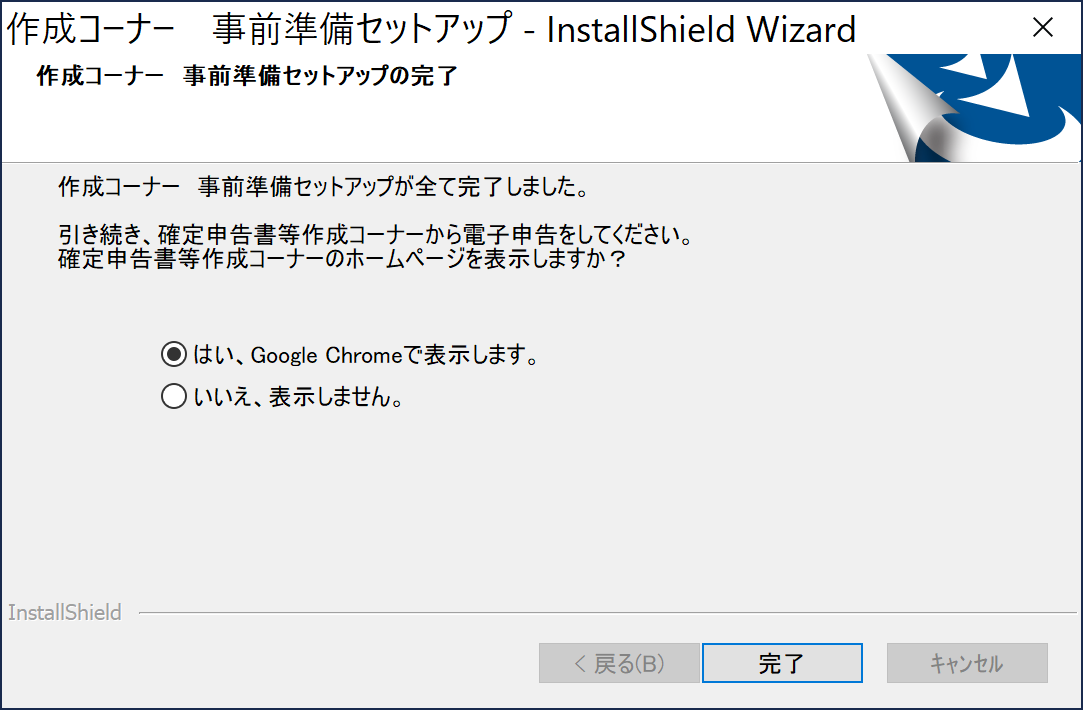 作成コーナー　事前準備セットアップ - InstallShield Wizard
作成コーナー　事前準備セットアップの完了
作成コーナー　事前準備セットアップが全て完了しました。
引き続き、確定申告書等作成コーナーから電子申告をしてください。
確定申告書等作成コーナーのホームページを表示しますか？
はい、Google Chromeで表示します。
いいえ、表示しません。
InstallShield
< 戻る(B)
完了
キャンセル